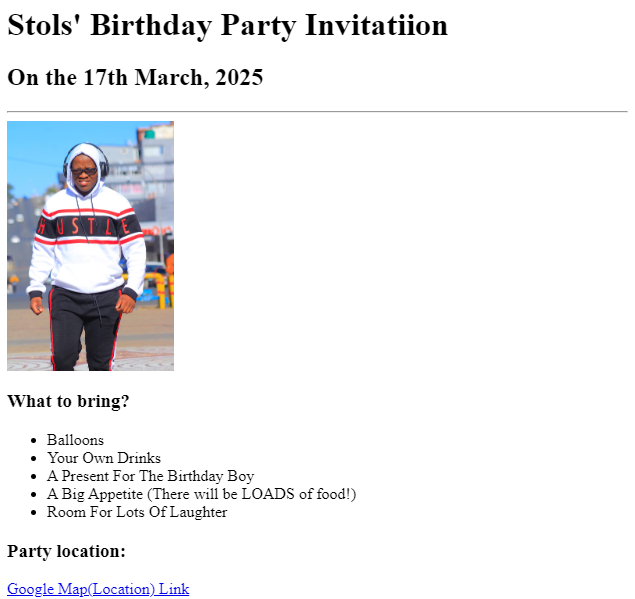 Stols' Birthday Party Invitatiion
On the 17th March, 2025
HUSTLE
What to bring?
Balloons
Your Own Drinks
A Present For The Birthday Boy
A Big Appetite (There will be LOADS of food!)
Room For Lots Of Laughter
Party location:
Google Map(Location) Link